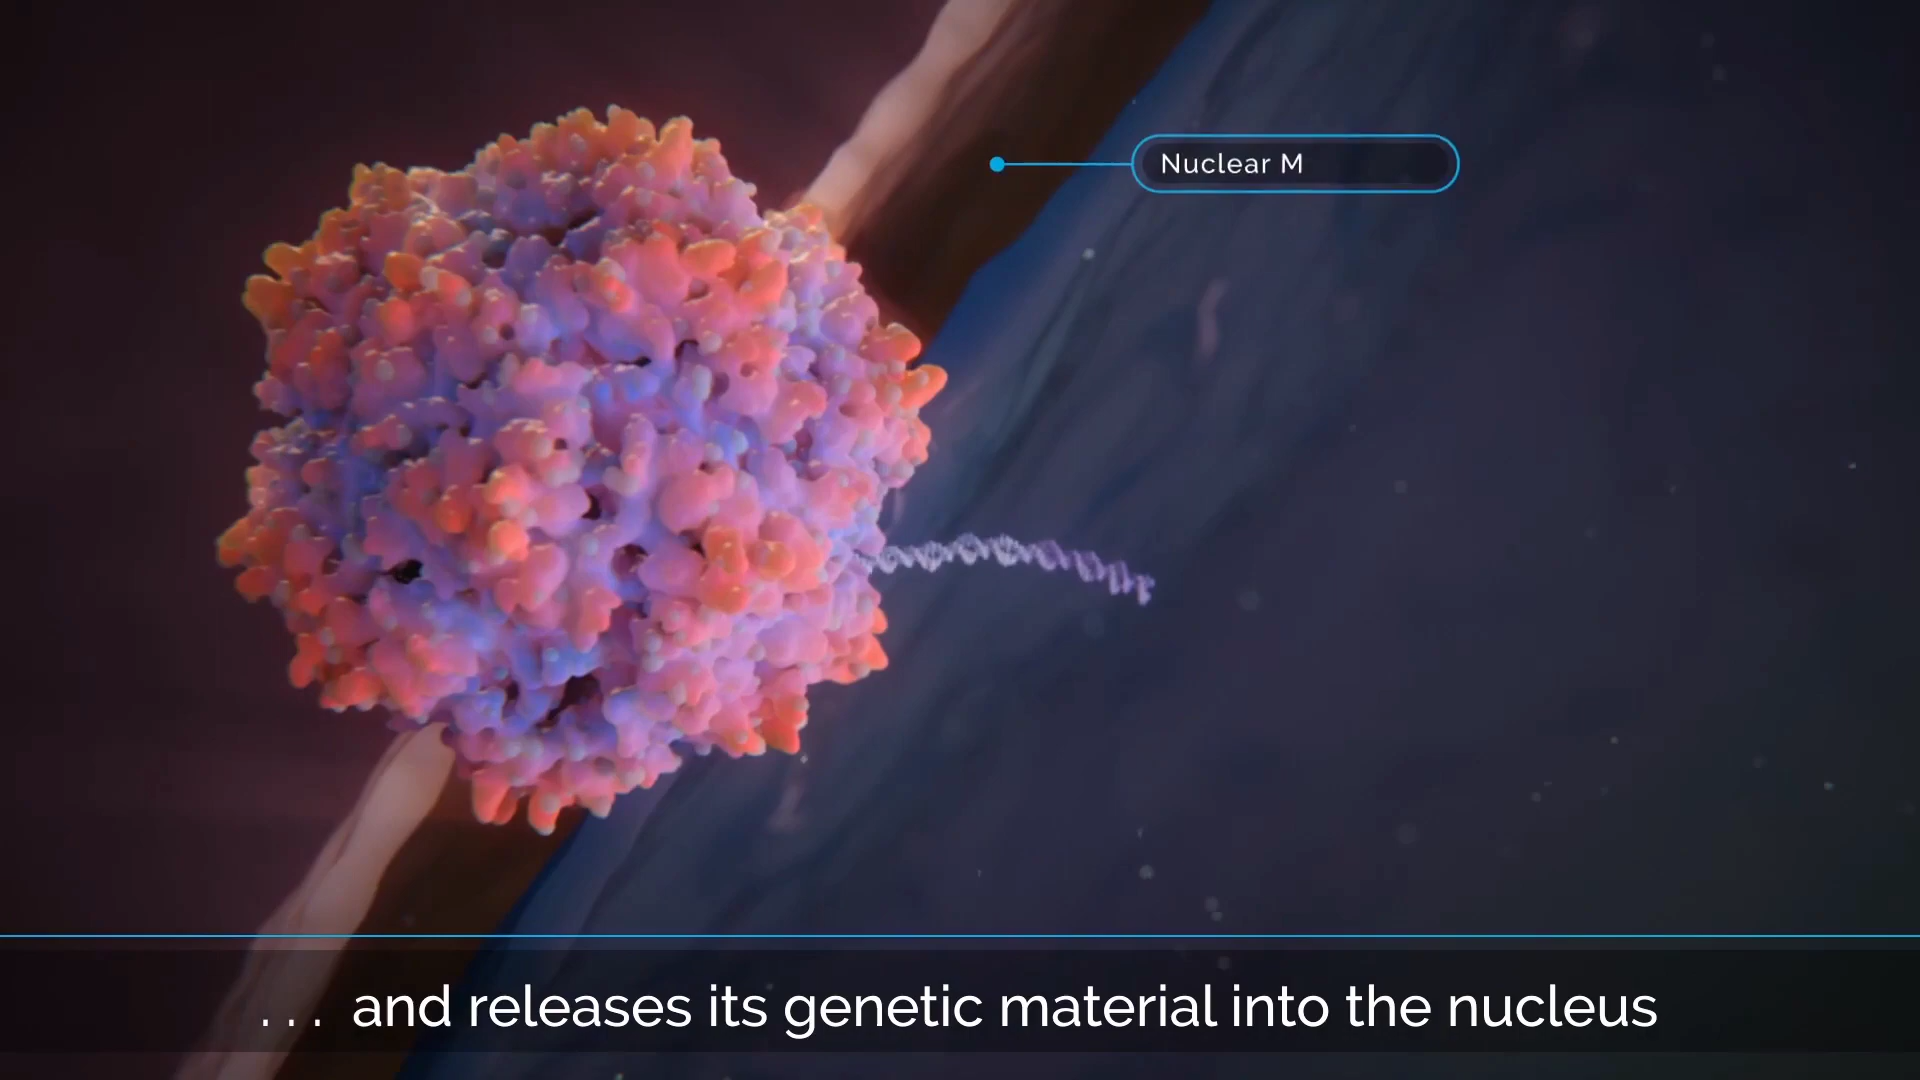 Nuclear M
. . . and releases its genetic material into the nucleus